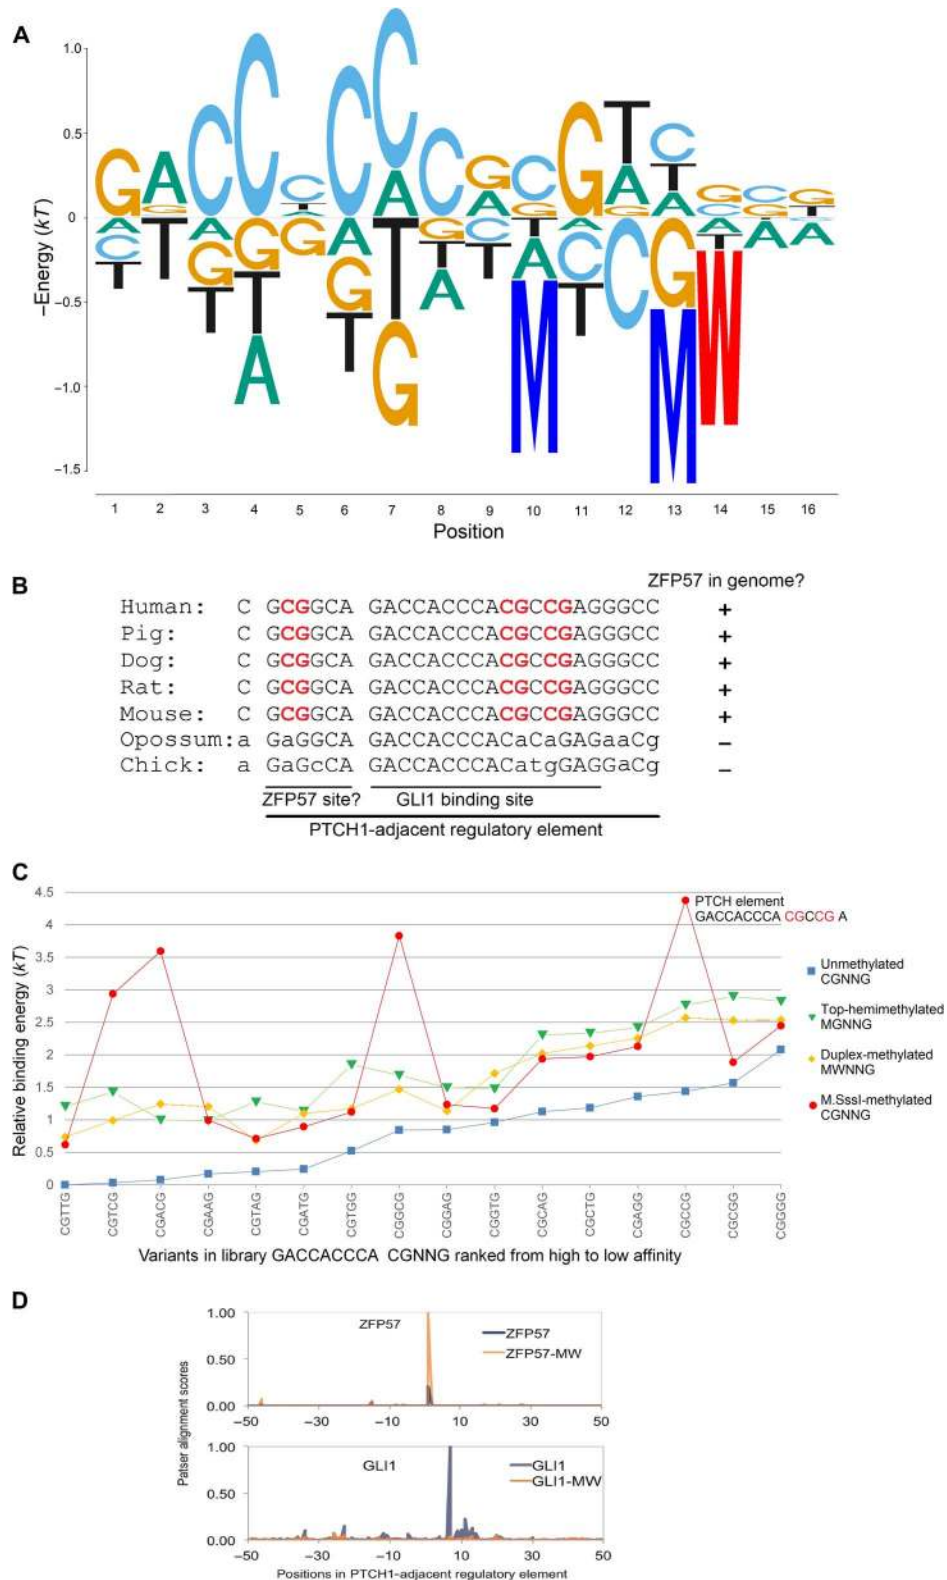 A
1.0
0.5
0
−0.5
−1.0
−1.5
−Energy (kT)
1 2 3 4 5 6 7 8 9 10 11 12 13 14 15 16
Position
B
ZFP57 in genome?
Human: C GCGGCA GACCACCCACGCCGAGGGCC +
Pig: C GCGGCA GACCACCCACGCCGAGGGCC +
Dog: C GCGGCA GACCACCCACGCCGAGGGCC +
Rat: C GCGGCA GACCACCCACGCCGAGGGCC +
Mouse: C GCGGCA GACCACCCACGCCGAGGGCC +
Opossum: a GaGGCA GACCACCCACaCaGAGaaCg −
Chick: a GaGcCA GACCACCCACatgGAGGaCg −
ZFP57 site? GLI1 binding site
PTCH1-adjacent regulatory element
C
4.5
4
3.5
3
2.5
2
1.5
1
0.5
0
Relative binding energy (kT)
PTCH element
GACCACCCA CGCCG A
Unmethylated
CGNNG
Top-hemimethylated
MGNNG
Duplex-methylated
MWNNG
M.SssI-methylated
CGNNG
CGTTG CGTCG CGACG CGAAG CGTAG CGATG CGTGG CGGCG CGGAG CGGTG CGCAG CGCTG CGAGG CGCCG CGCGG CGGGG
Variants in library GACCACCCA CGNNG ranked from high to low affinity
D
Patser alignment scores
1.00
0.50
0.00
ZFP57
ZFP57
ZFP57-MW
−50 −30 −10 10 30 50
1.00
0.50
0.00
GLI1
GLI1
GLI1-MW
−50 −30 −10 10 30 50
Positions in PTCH1-adjacent regulatory element